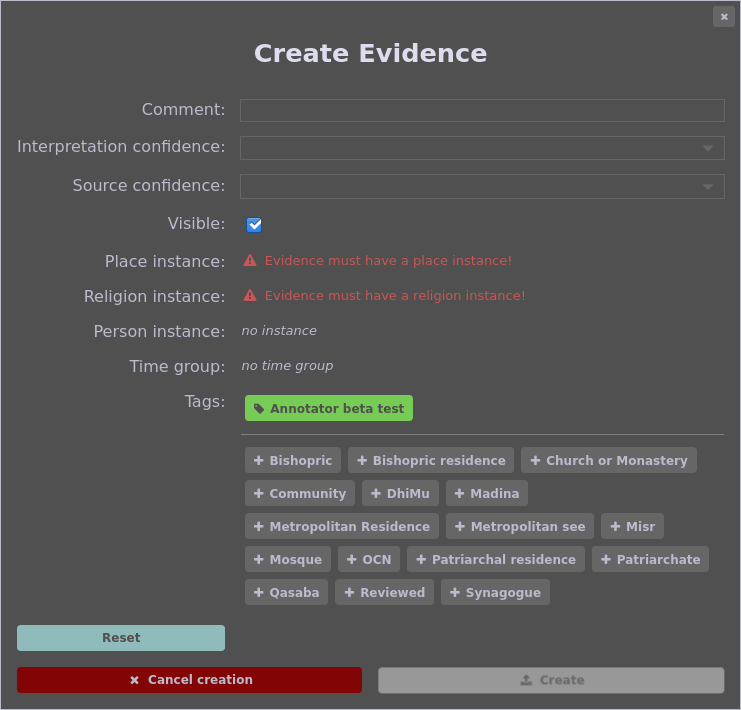 Create Evidence
Comment:
Interpretation confidence:
Source confidence:
Visible:
Place instance: Evidence must have a place instance!
Religion instance: Evidence must have a religion instance!
Person instance: no instance
Time group: no time group
Tags: Annotator beta test
+ Bishopric + Bishopric residence + Church or Monastery
+ Community + DhiMu + Madina
+ Metropolitan Residence + Metropolitan see + Misr
+ Mosque + OCN + Patriarchal residence + Patriarchate
+ Qasaba + Reviewed + Synagogue
Reset
Cancel creation Create